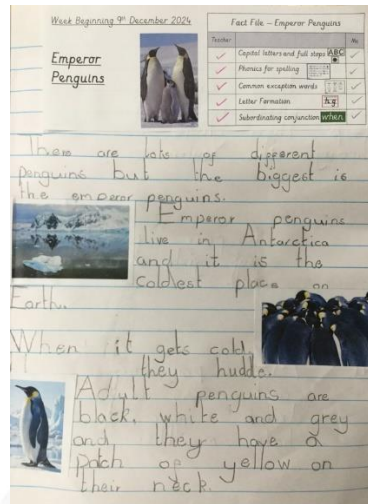 Week Beginning 9th December 2024
Emperor
Penguins
Fact File – Emperor Penguins
Teacher Me
Capital letters and full stops ABC
Phonics for spelling
Common exception words
Letter Formation
Subordinating conjunction when
There are lots of different
penguins but the biggest is
the emperor penguins.
Emperor penguins
live in Antarctica
and it is the
coldest place on
Earth.
When it gets cold
they hudde.
Adult penguins are
black, white and grey
and they have a
patch of yellow on
their neck.